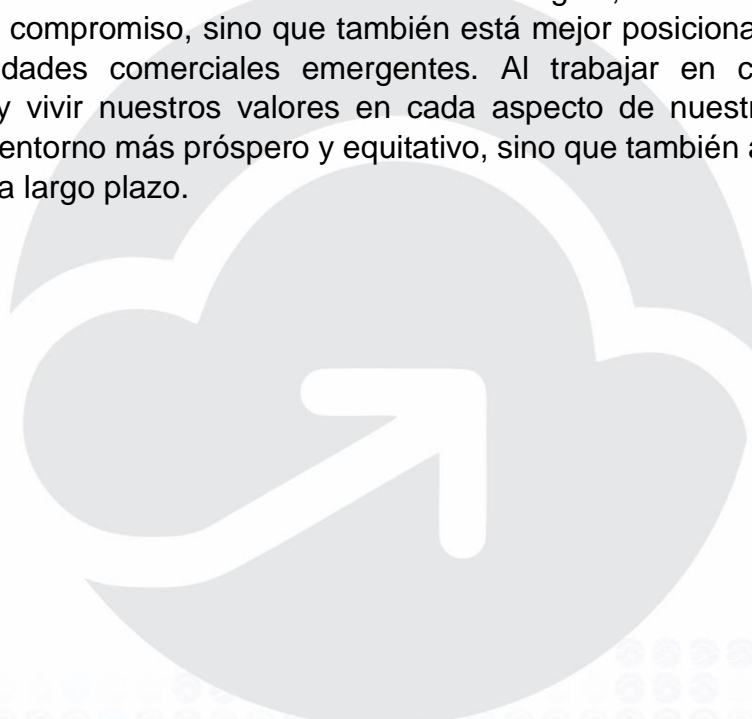 compromiso, sino que también está mejor posiciona
dades comerciales emergentes. Al trabajar en c
y vivir nuestros valores en cada aspecto de nuestr
entorno más próspero y equitativo, sino que también a
a largo plazo.